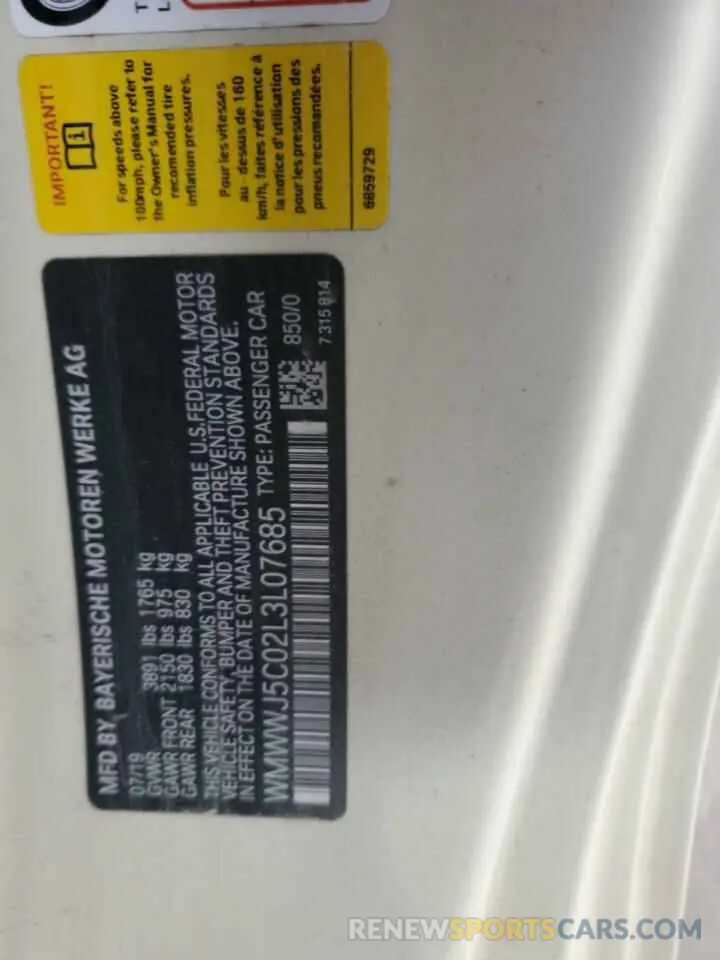 IMPORTANT!
For speeds above
100mph, please refer to
the Owner's Manual for
recomended tire
inflation pressures.
Pour les vitesses
au - dessus de 160
km/h, faites référence à
la notice d'utilisation
pour les pressions des
pneus recomandées.
6859729
MFD BY BAYERISCHE MOTOREN WERKE AG
07/19
GVWR 3891 lbs 1765 kg
GAWR FRONT 2150 lbs 975 kg
GAWR REAR 1830 lbs 830 kg
THIS VEHICLE CONFORMS TO ALL APPLICABLE U.S. FEDERAL MOTOR
VEHICLE SAFETY, BUMPER AND THEFT PREVENTION STANDARDS
IN EFFECT ON THE DATE OF MANUFACTURE SHOWN ABOVE.
WMWWJ5C02L3L07685 TYPE: PASSENGER CAR
850/0
7315814
RENEWSPORTSCARS.COM